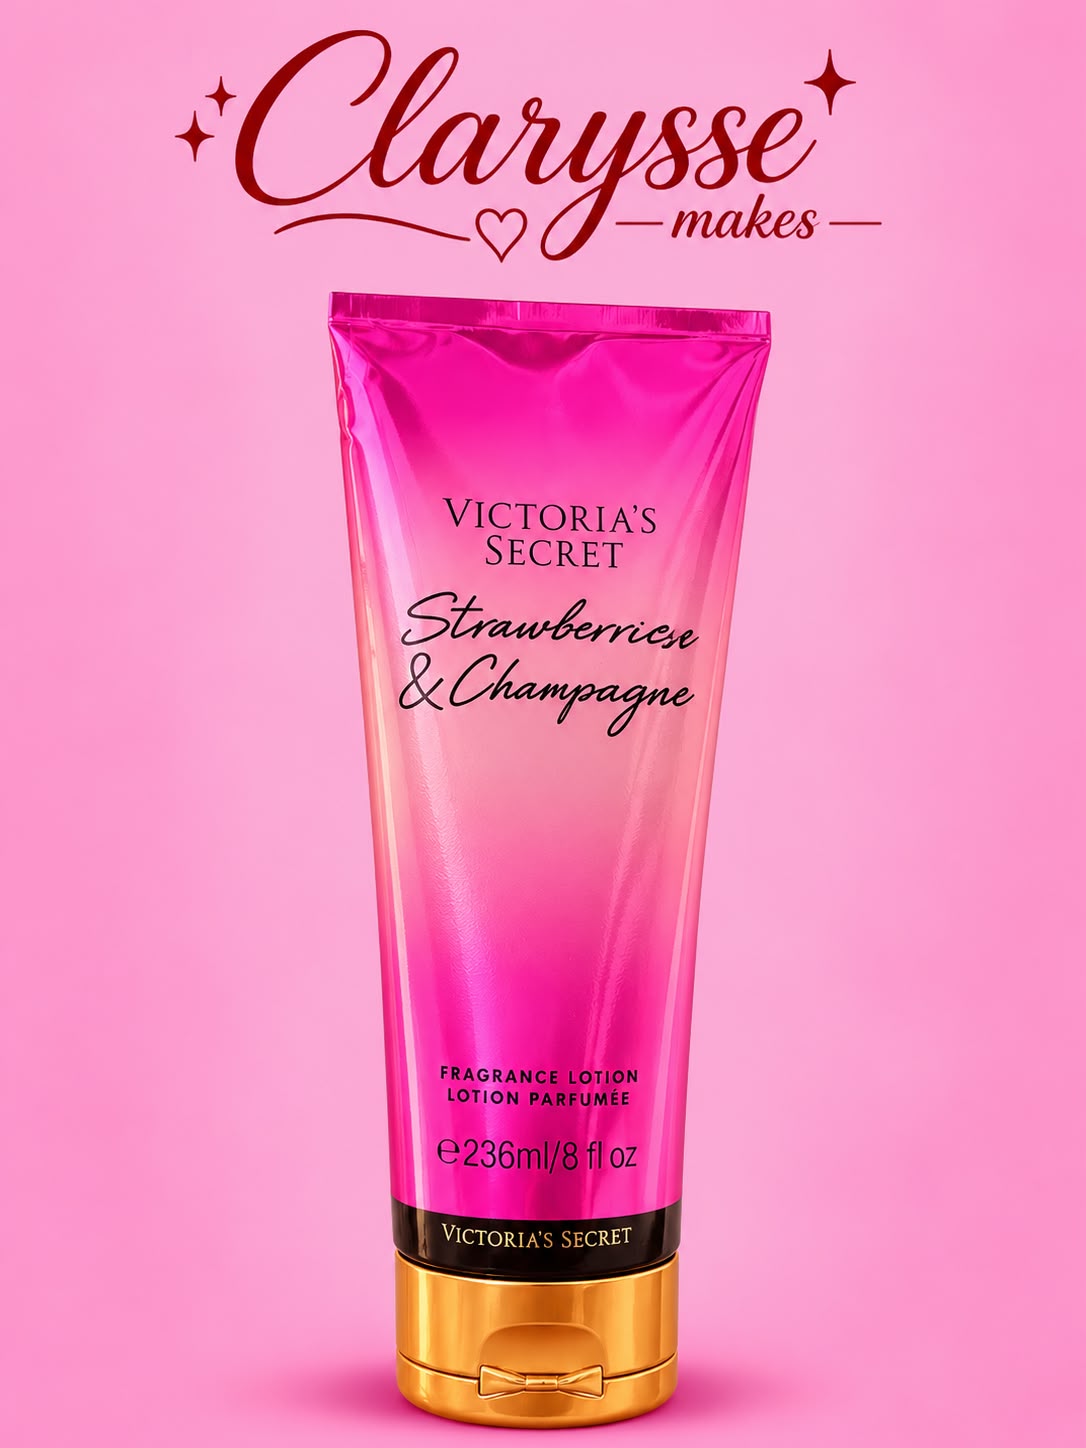 Clarysse
makes
VICTORIA'S
SECRET
Strawberriese
& Champagne
FRAGRANCE LOTION
LOTION PARFUMÉE
℮236ml/8 fl oz
VICTORIA'S SECRET